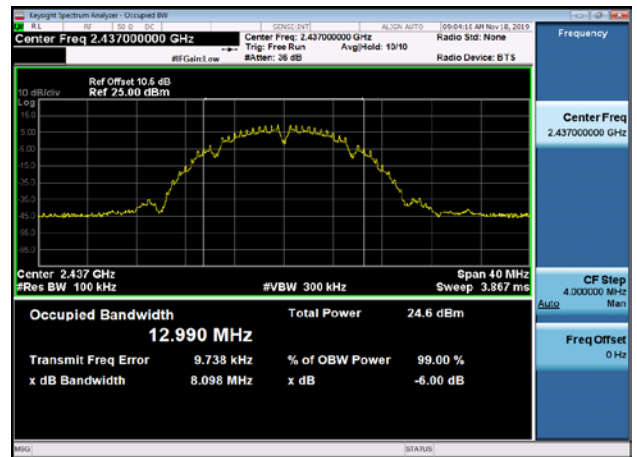 Keysight Spectrum Analyzer - Occupied BW
RL RF 50 Ω DC SENSE:INT ALIGN AUTO 09:04:18 AM Nov 18, 2019
Center Freq 2.437000000 GHz
Center Freq: 2.437000000 GHz
Radio Std: None
Trig: Free Run Avg|Hold: 10/10
#IFGain:Low
#Atten: 36 dB
Radio Device: BTS
Frequency
Ref Offset 10.6 dB
10 dB/div Ref 25.00 dBm
Log
15.0
5.00
-5.00
-15.0
-25.0
-35.0
-45.0
-55.0
-65.0
Center Freq
2.437000000 GHz
Center 2.437 GHz
Span 40 MHz
#Res BW 100 kHz
#VBW 300 kHz
Sweep 3.867 ms
CF Step
4.000000 MHz
Auto Man
Occupied Bandwidth
12.990 MHz
Total Power 24.6 dBm
Transmit Freq Error 9.738 kHz
% of OBW Power 99.00 %
x dB Bandwidth 8.098 MHz
x dB -6.00 dB
Freq Offset
0 Hz
MSG
STATUS